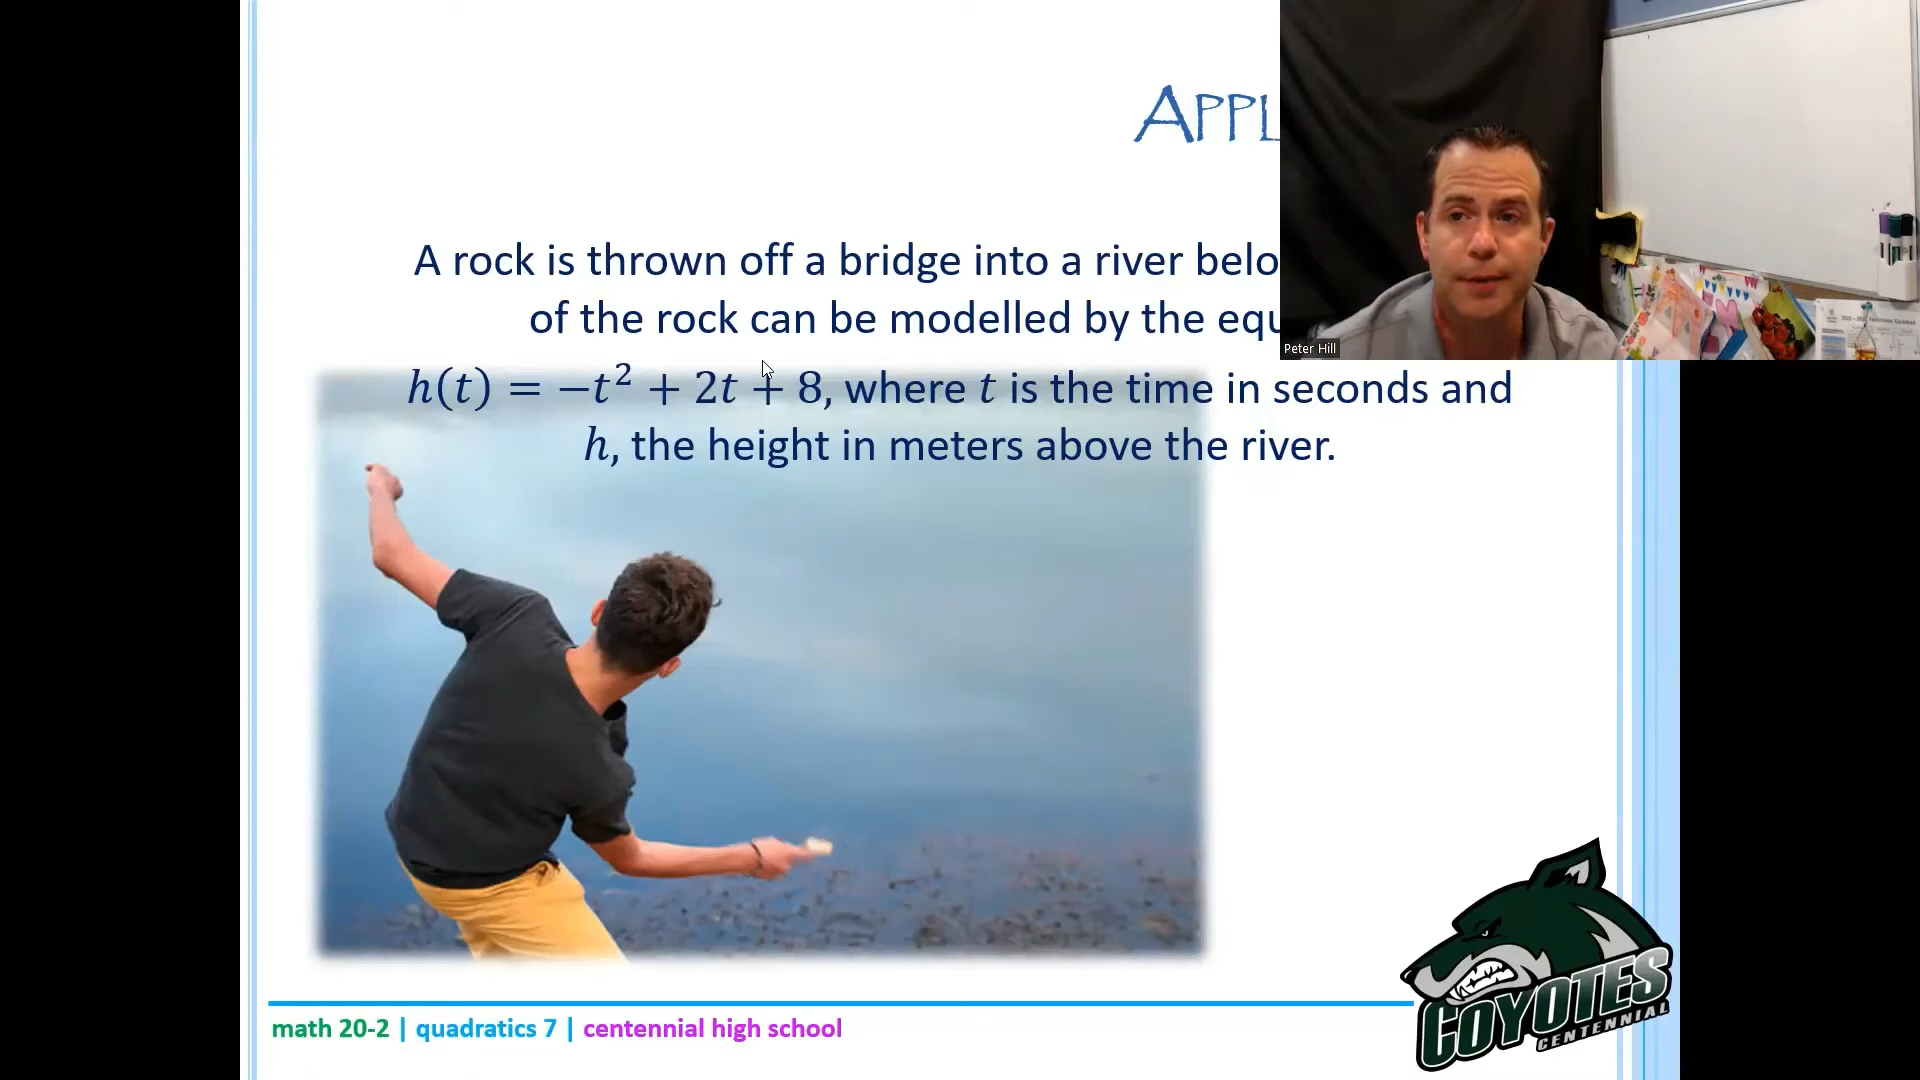 APPL
A rock is thrown off a bridge into a river belo
of the rock can be modelled by the equ
h(t) = −t² + 2t + 8, where t is the time in seconds and
h, the height in meters above the river.
Peter Hill
COYOTES
CENTENNIAL
math 20-2 | quadratics 7 | centennial high school